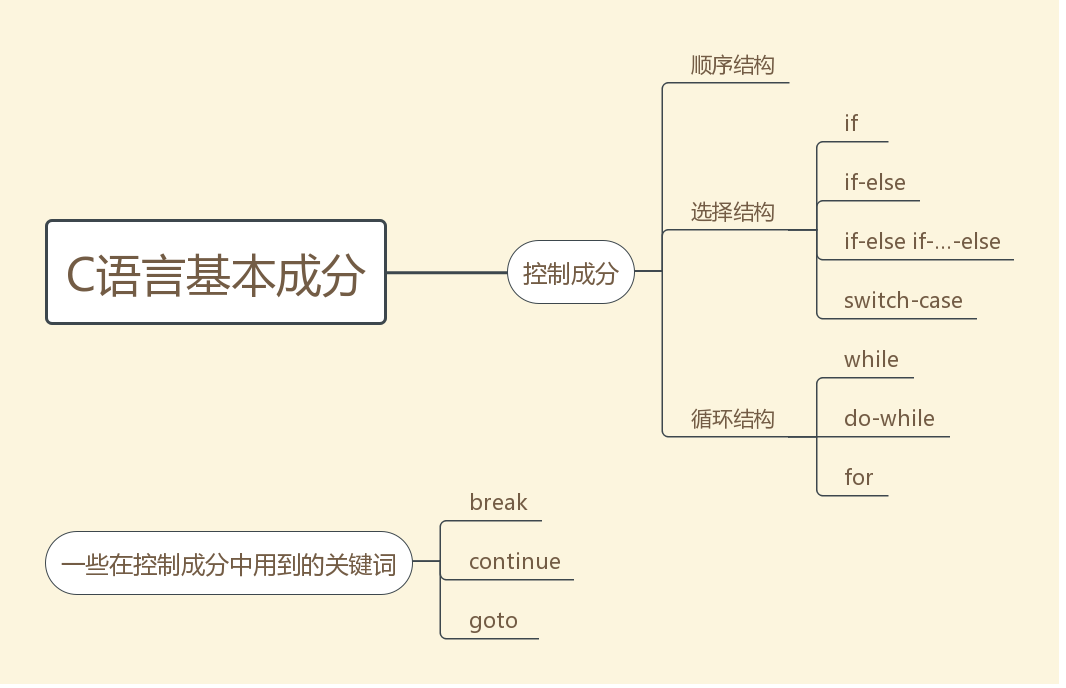 C语言基本成分
控制成分
顺序结构
选择结构
if
if-else
if-else if-...-else
switch-case
循环结构
while
do-while
for
一些在控制成分中用到的关键词
break
continue
goto